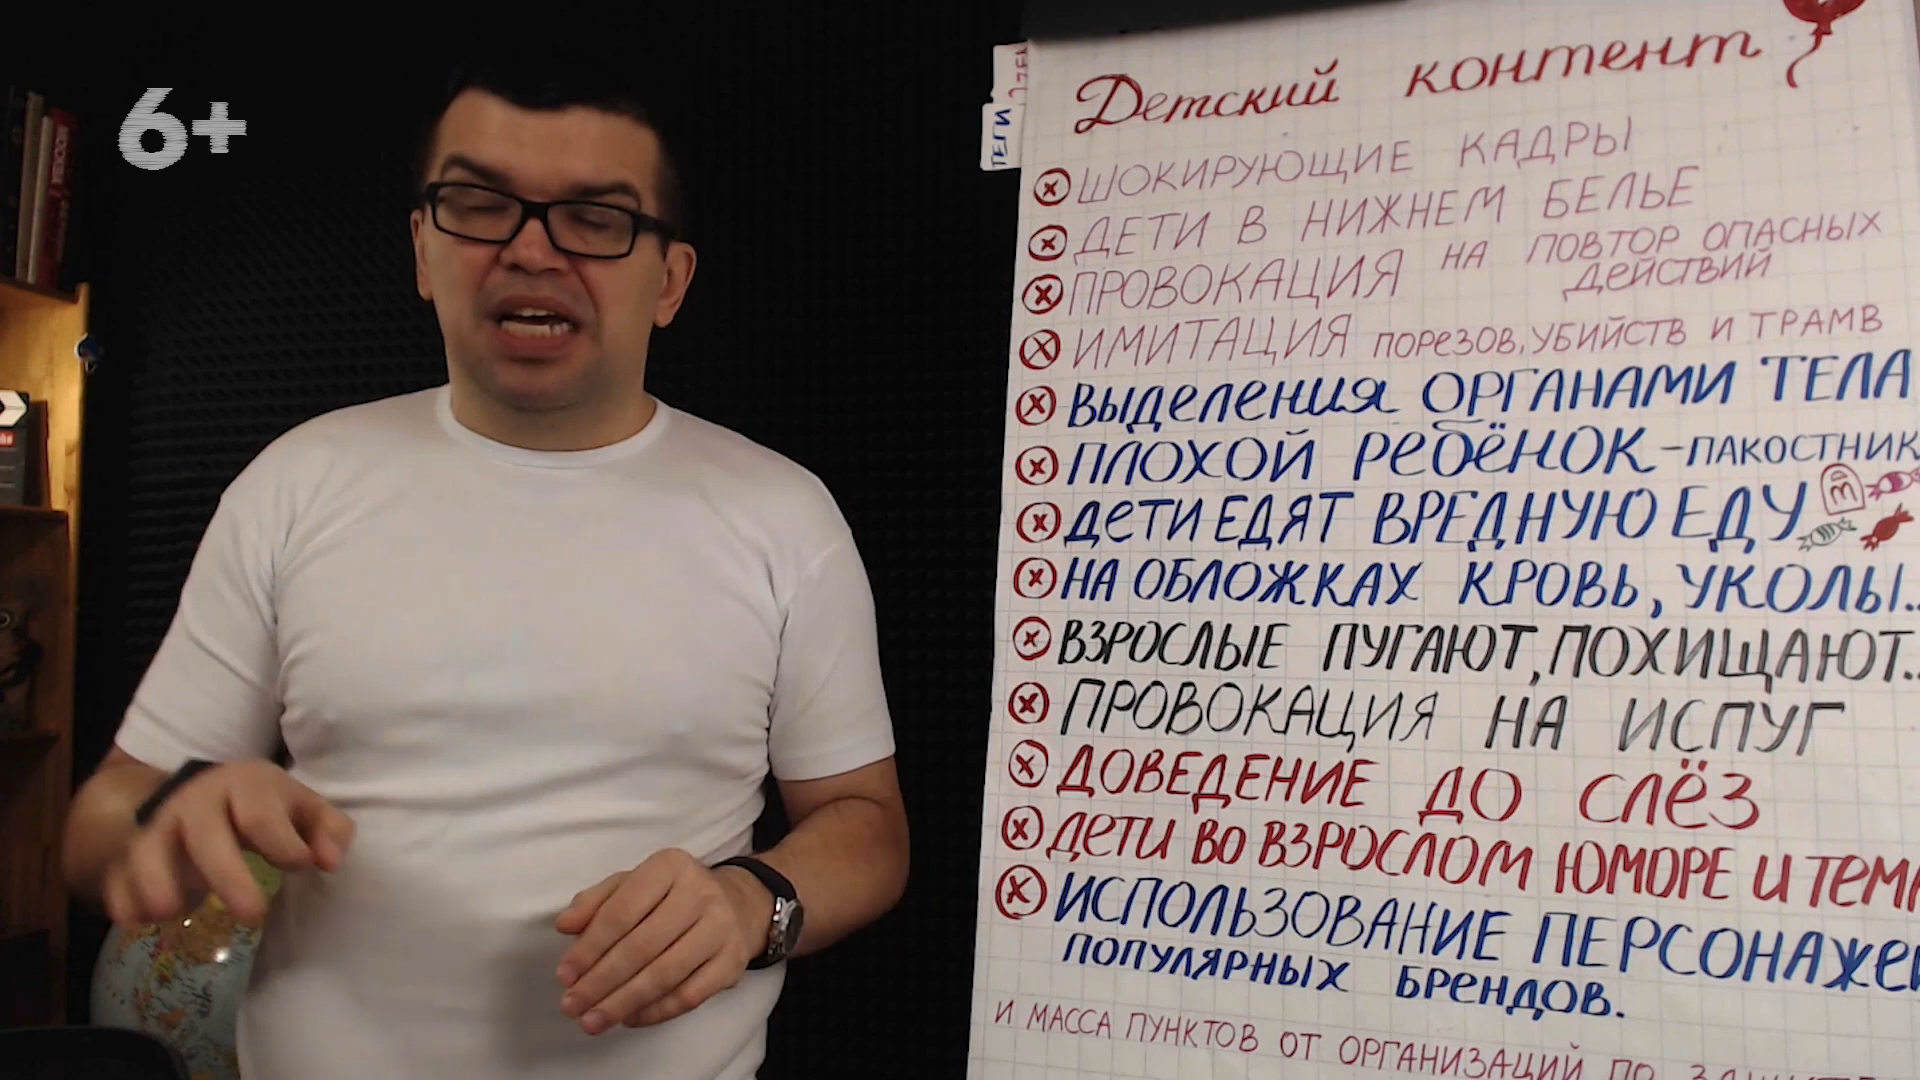 6+
ТЕГИ
Детский контент
ШОКИРУЮЩИЕ КАДРЫ
ДЕТИ В НИЖНЕМ БЕЛЬЕ
ПРОВОКАЦИЯ НА ПОВТОР ОПАСНЫХ
ДЕЙСТВИЙ
ИМИТАЦИЯ ПОРЕЗОВ, УБИЙСТВ И ТРАМВ
ВЫДЕЛЕНИЯ ОРГАНАМИ ТЕЛА
ПЛОХОЙ РЕБЁНОК - ПАКОСТНИК
ДЕТИ ЕДЯТ ВРЕДНУЮ ЕДУ
НА ОБЛОЖКАХ КРОВЬ, УКОЛЫ..
ВЗРОСЛЫЕ ПУГАЮТ, ПОХИЩАЮТ..
ПРОВОКАЦИЯ НА ИСПУГ
ДОВЕДЕНИЕ ДО СЛЁЗ
ДЕТИ ВО ВЗРОСЛОМ ЮМОРЕ И ТЕМ
ИСПОЛЬЗОВАНИЕ ПЕРСОНАЖЕ
ПОПУЛЯРНЫХ БРЕНДОВ.
И МАССА ПУНКТОВ ОТ ОРГАНИЗАЦИЙ ПО